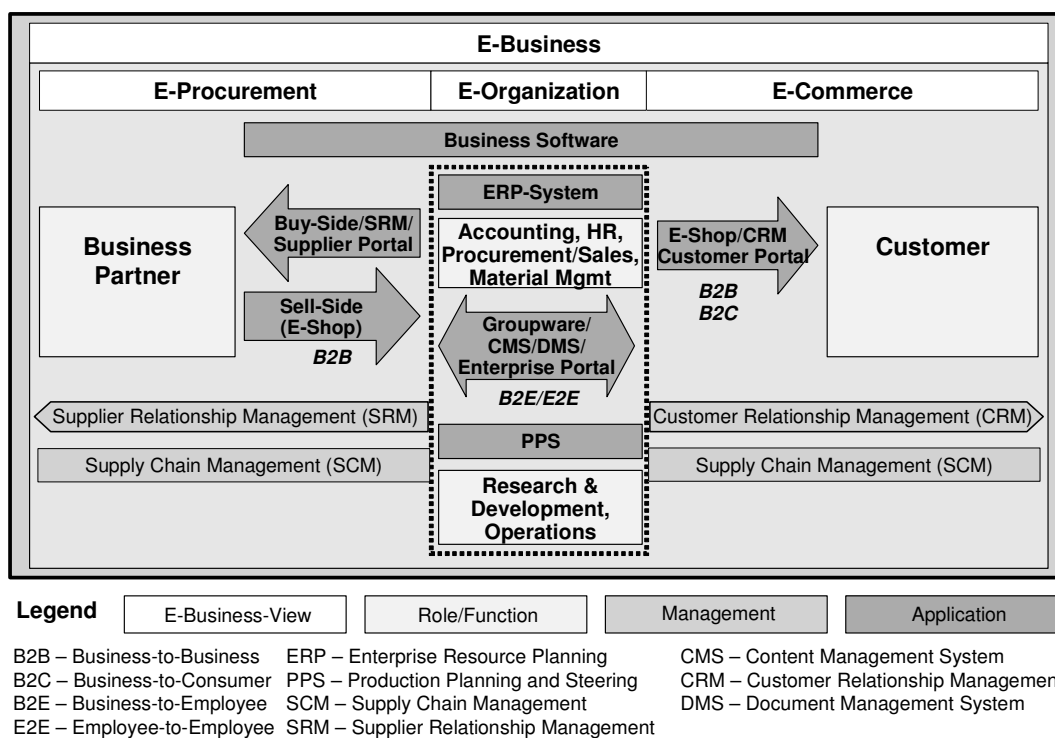 E-Business
E-Procurement
E-Organization
E-Commerce
Business Software
ERP-System
Business
Partner
Buy-Side/SRM/
Supplier Portal
Accounting, HR,
Procurement/Sales,
Material Mgmt
E-Shop/CRM
Customer Portal
Customer
B2B
B2C
Sell-Side
(E-Shop)
B2B
Groupware/
CMS/DMS/
Enterprise Portal
B2E/E2E
Supplier Relationship Management (SRM)
Customer Relationship Management (CRM)
PPS
Supply Chain Management (SCM)
Supply Chain Management (SCM)
Research &
Development,
Operations
Legend
E-Business-View
Role/Function
Management
Application
B2B – Business-to-Business
B2C – Business-to-Consumer
B2E – Business-to-Employee
E2E – Employee-to-Employee
ERP – Enterprise Resource Planning
PPS – Production Planning and Steering
SCM – Supply Chain Management
SRM – Supplier Relationship Management
CMS – Content Management System
CRM – Customer Relationship Management
DMS – Document Management System